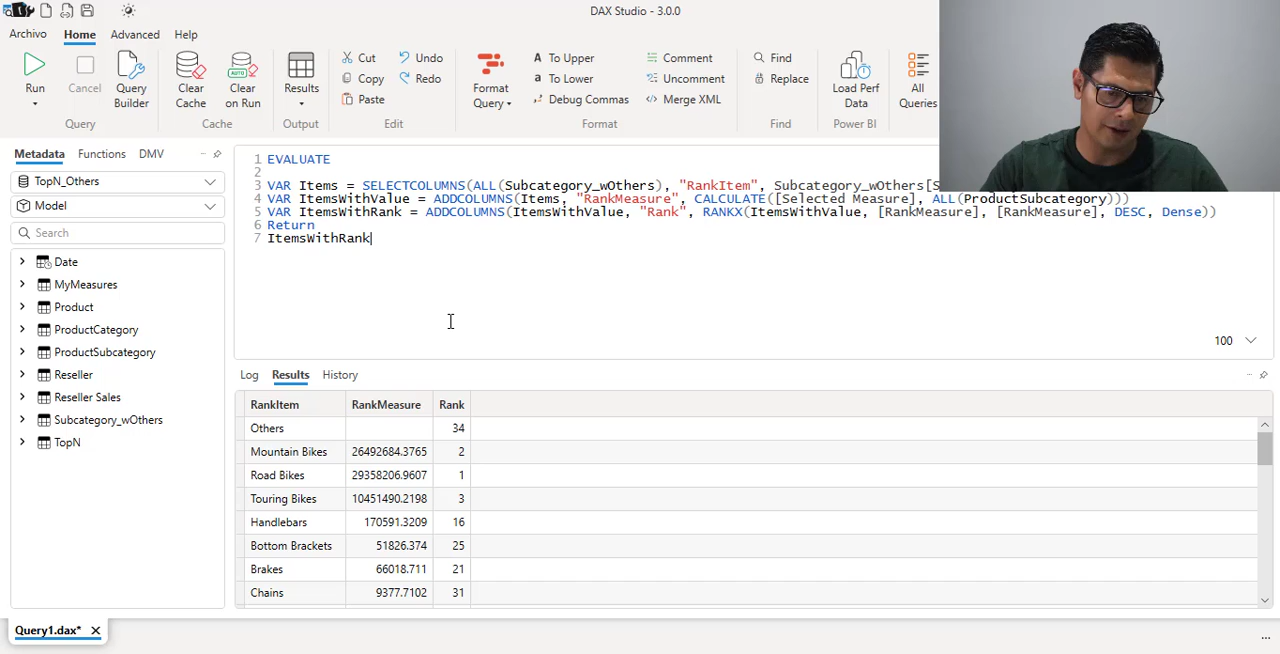 DAX Studio - 3.0.0
Archivo Home Advanced Help
Run
Cancel
Query Builder
Query
Clear Cache
Clear on Run
Cache
Results
Output
Cut
Copy
Paste
Undo
Redo
Edit
Format Query
To Upper
To Lower
Debug Commas
Comment
Uncomment
Merge XML
Format
Find
Replace
Find
Load Perf Data
Power BI
All Queries
Metadata Functions DMV
TopN_Others
Model
Search
Date
MyMeasures
Product
ProductCategory
ProductSubcategory
Reseller
Reseller Sales
Subcategory_wOthers
TopN
1 EVALUATE
2
3 VAR Items = SELECTCOLUMNS(ALL(Subcategory_wOthers), "RankItem", Subcategory_wOthers[S
4 VAR ItemsWithValue = ADDCOLUMNS(Items, "RankMeasure", CALCULATE([Selected Measure], ALL(ProductSubcategory)))
5 VAR ItemsWithRank = ADDCOLUMNS(ItemsWithValue, "Rank", RANKX(ItemsWithValue, [RankMeasure], [RankMeasure], DESC, Dense))
6 Return
7 ItemsWithRank
100
Log Results History
RankItem RankMeasure Rank
Others 34
Mountain Bikes 26492684.3765 2
Road Bikes 29358206.9607 1
Touring Bikes 10451490.2198 3
Handlebars 170591.3209 16
Bottom Brackets 51826.374 25
Brakes 66018.711 21
Chains 9377.7102 31
Query1.dax*